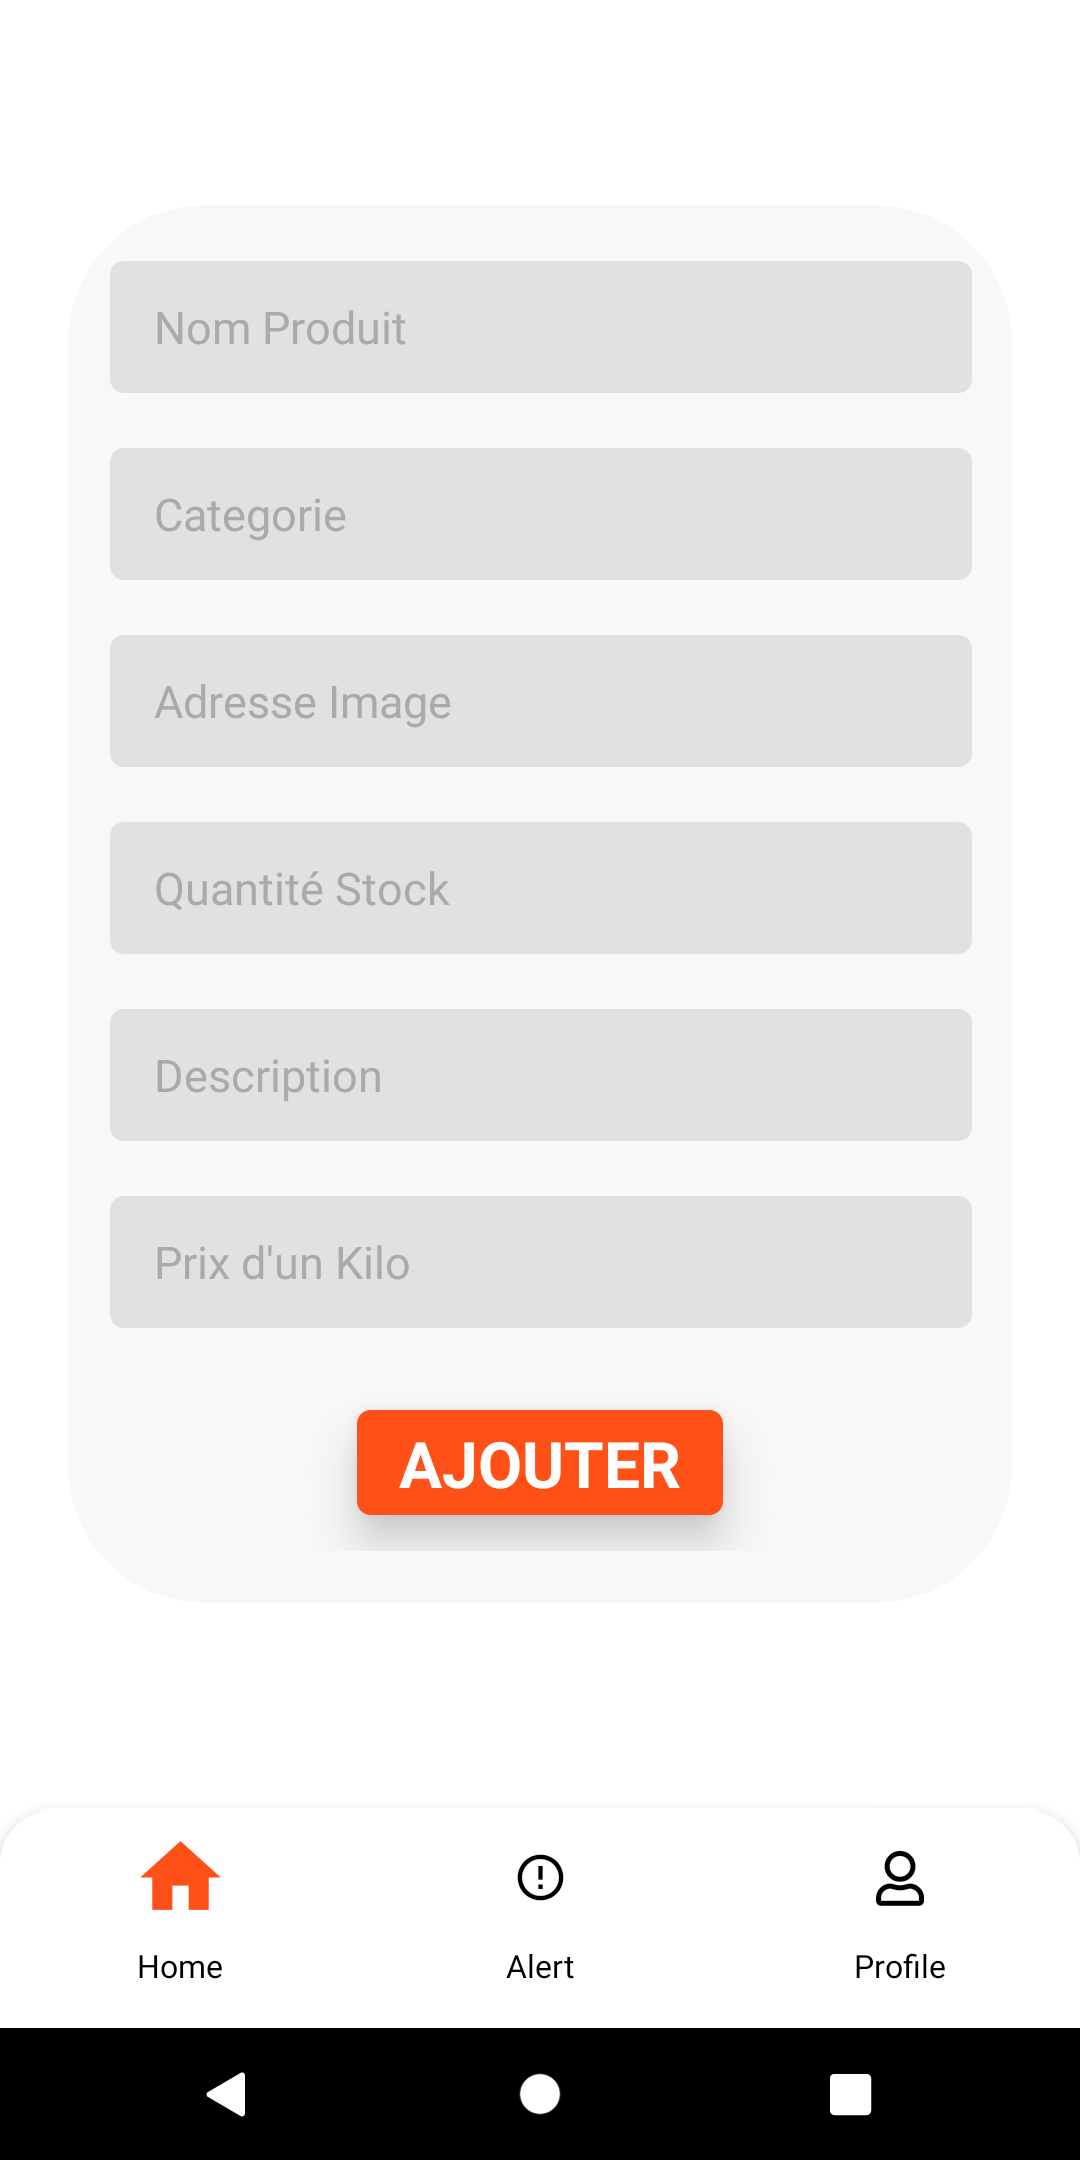 Nom Produit
Categorie
Adresse Image
Quantité Stock
Description
Prix d'un Kilo
AJOUTER
Home
Alert
Profile